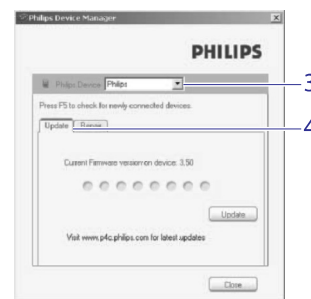 Philips Device Manager
PHILIPS
Philips Device Philips
3
Press F5 to check for newly connected devices.
4
Update Repair
Current Firmware version on device: 3.50
Update
Visit www.p4c.philips.com for latest updates
Close